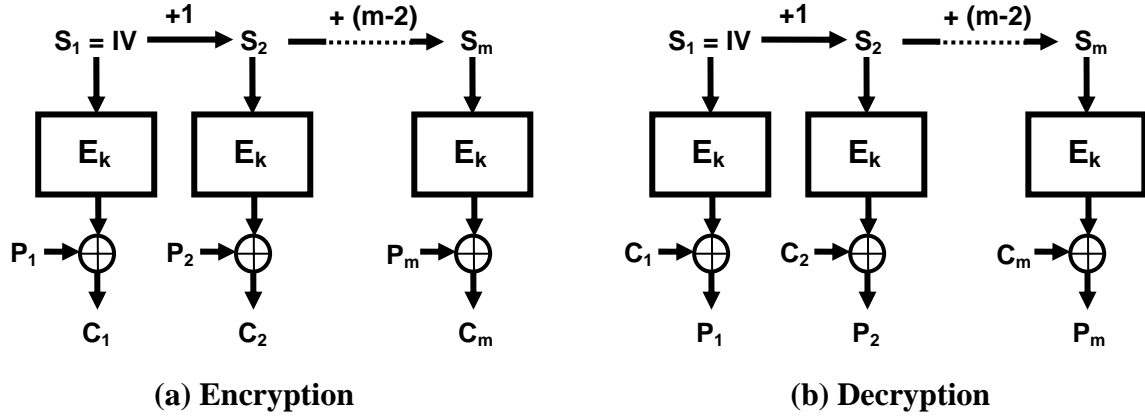 +1
+ (m-2)
S1 = IV
S2
Sm
Ek
Ek
Ek
P1
P2
Pm
C1
C2
Cm
(a) Encryption
+1
+ (m-2)
S1 = IV
S2
Sm
Ek
Ek
Ek
C1
C2
Cm
P1
P2
Pm
(b) Decryption